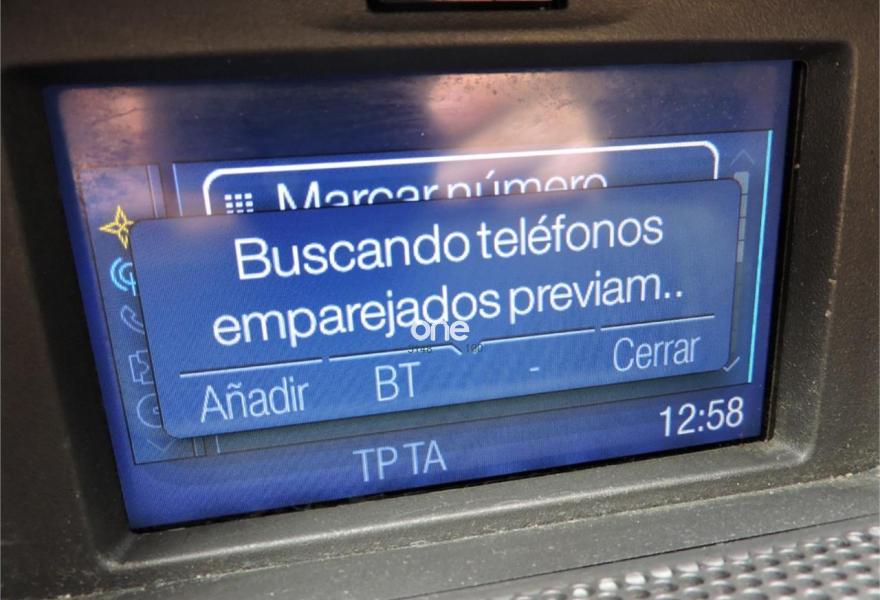 Marcar número
Buscando teléfonos
emparejados previam..
one
Añadir BT - Cerrar
12:58
TP TA